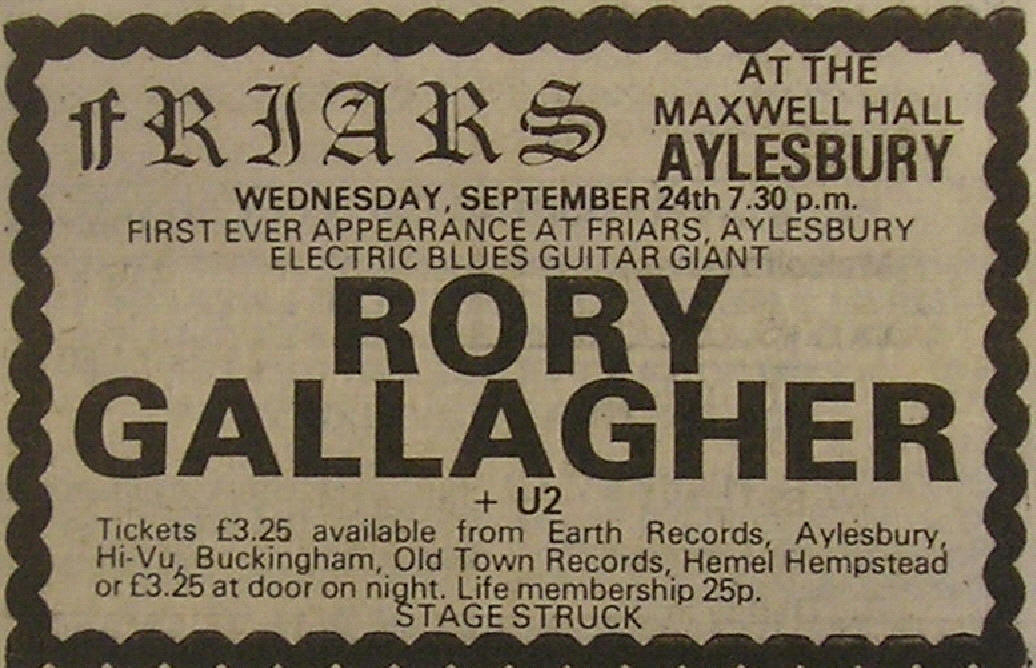 fRIARS
AT THE
MAXWELL HALL
AYLESBURY
WEDNESDAY, SEPTEMBER 24th 7.30 p.m.
FIRST EVER APPEARANCE AT FRIARS, AYLESBURY
ELECTRIC BLUES GUITAR GIANT
RORY
GALLAGHER
+ U2
Tickets £3.25 available from Earth Records, Aylesbury,
Hi-Vu, Buckingham, Old Town Records, Hemel Hempstead
or £3.25 at door on night. Life membership 25p.
STAGE STRUCK